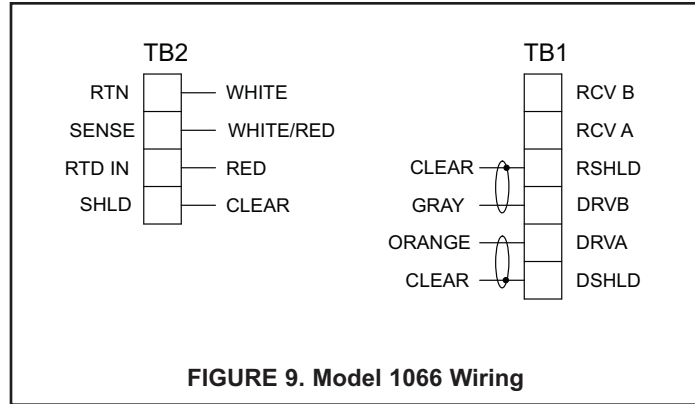 TB2
RTN WHITE
SENSE WHITE/RED
RTD IN RED
SHLD CLEAR
TB1
RCV B
RCV A
CLEAR RSHLD
GRAY DRVB
ORANGE DRVA
CLEAR DSHLD
FIGURE 9. Model 1066 Wiring